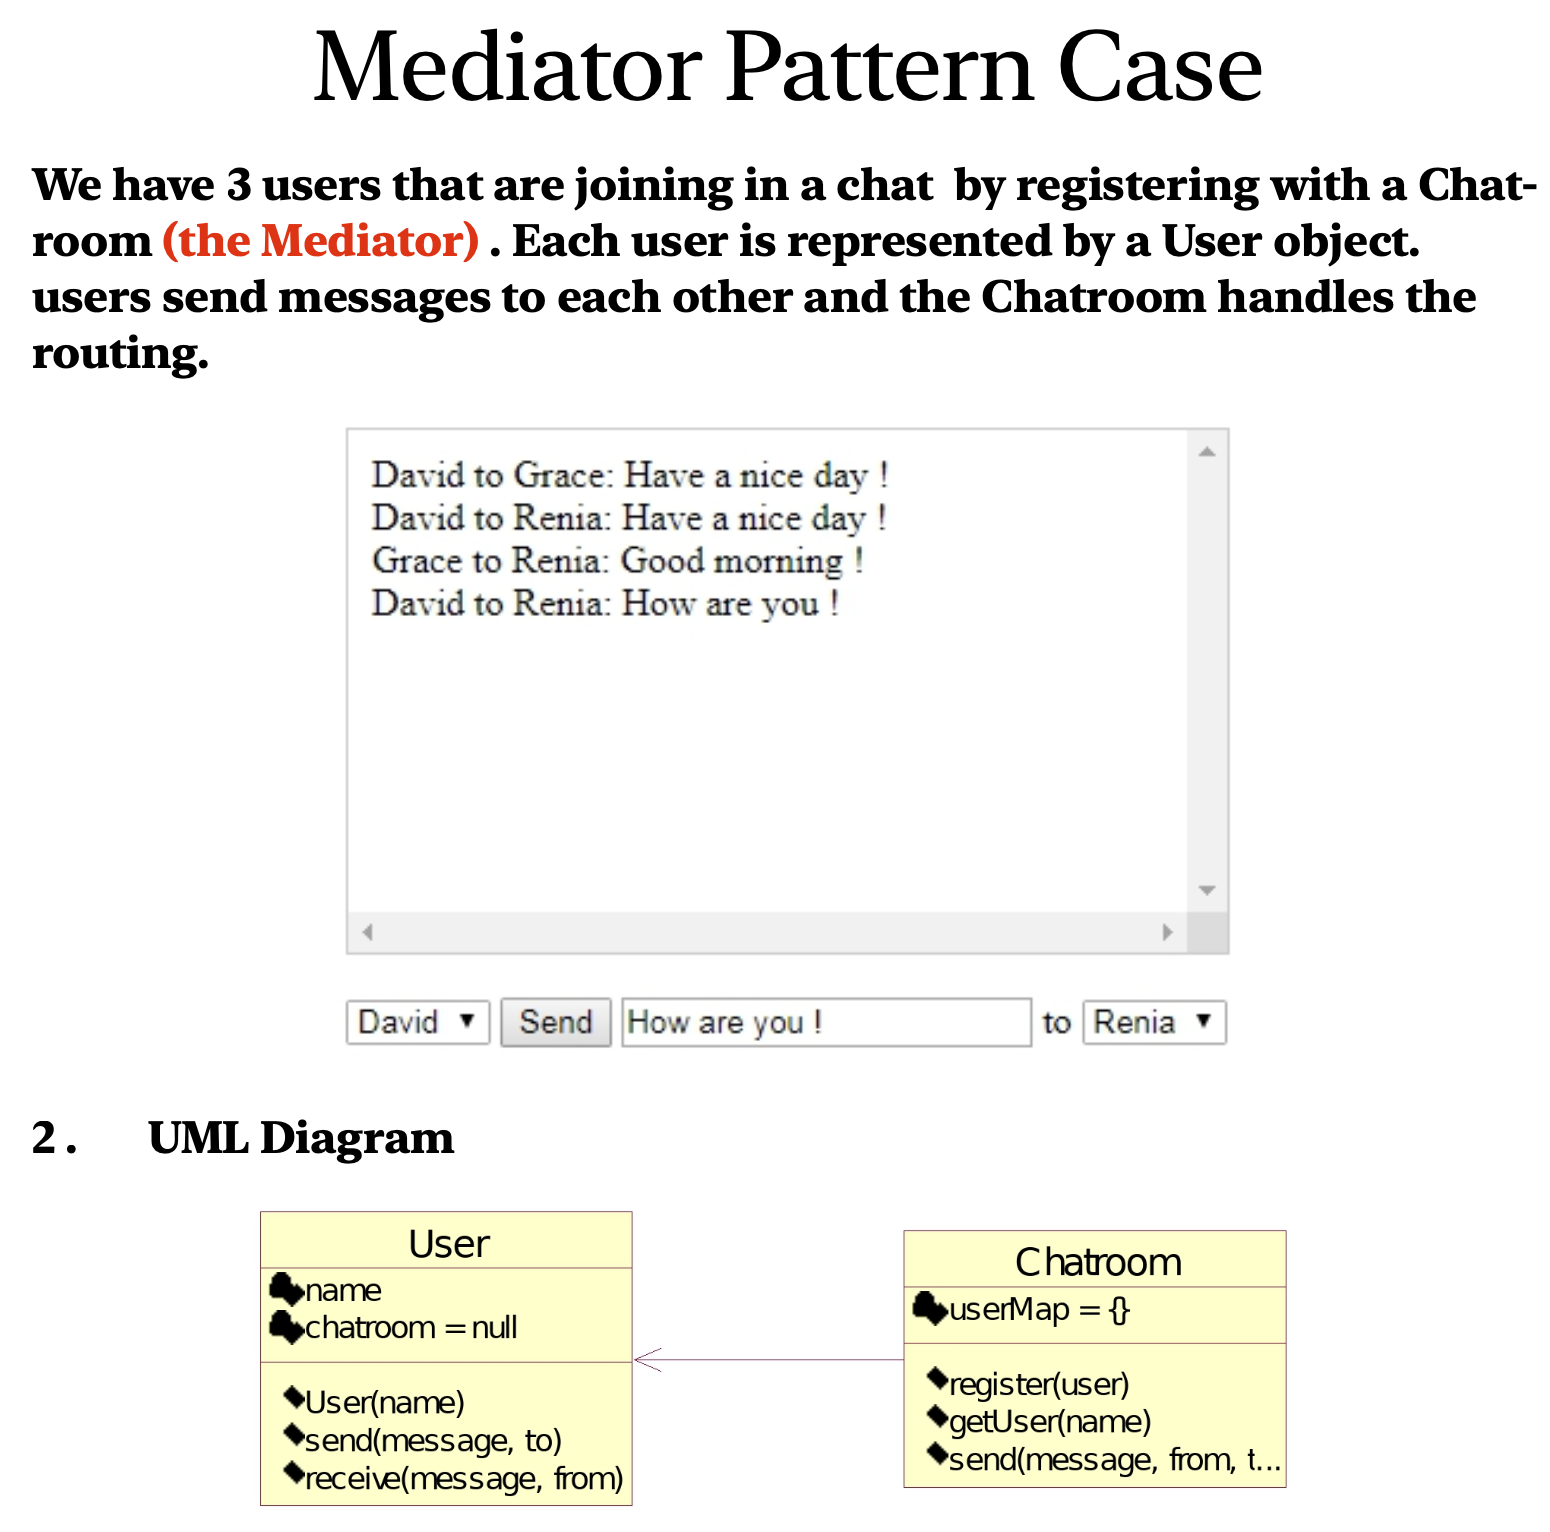 Mediator Pattern Case
We have 3 users that are joining in a chat  by registering with a Chat-
room (the Mediator) . Each user is represented by a User object.
users send messages to each other and the Chatroom handles the
routing.
David to Grace: Have a nice day !
David to Renia: Have a nice day !
Grace to Renia: Good morning !
David to Renia: How are you !
David Send How are you ! to Renia
2 . UML Diagram
User
name
chatroom = null
User(name)
send(message, to)
receive(message, from)
Chatroom
userMap = {}
register(user)
getUser(name)
send(message, from, t...